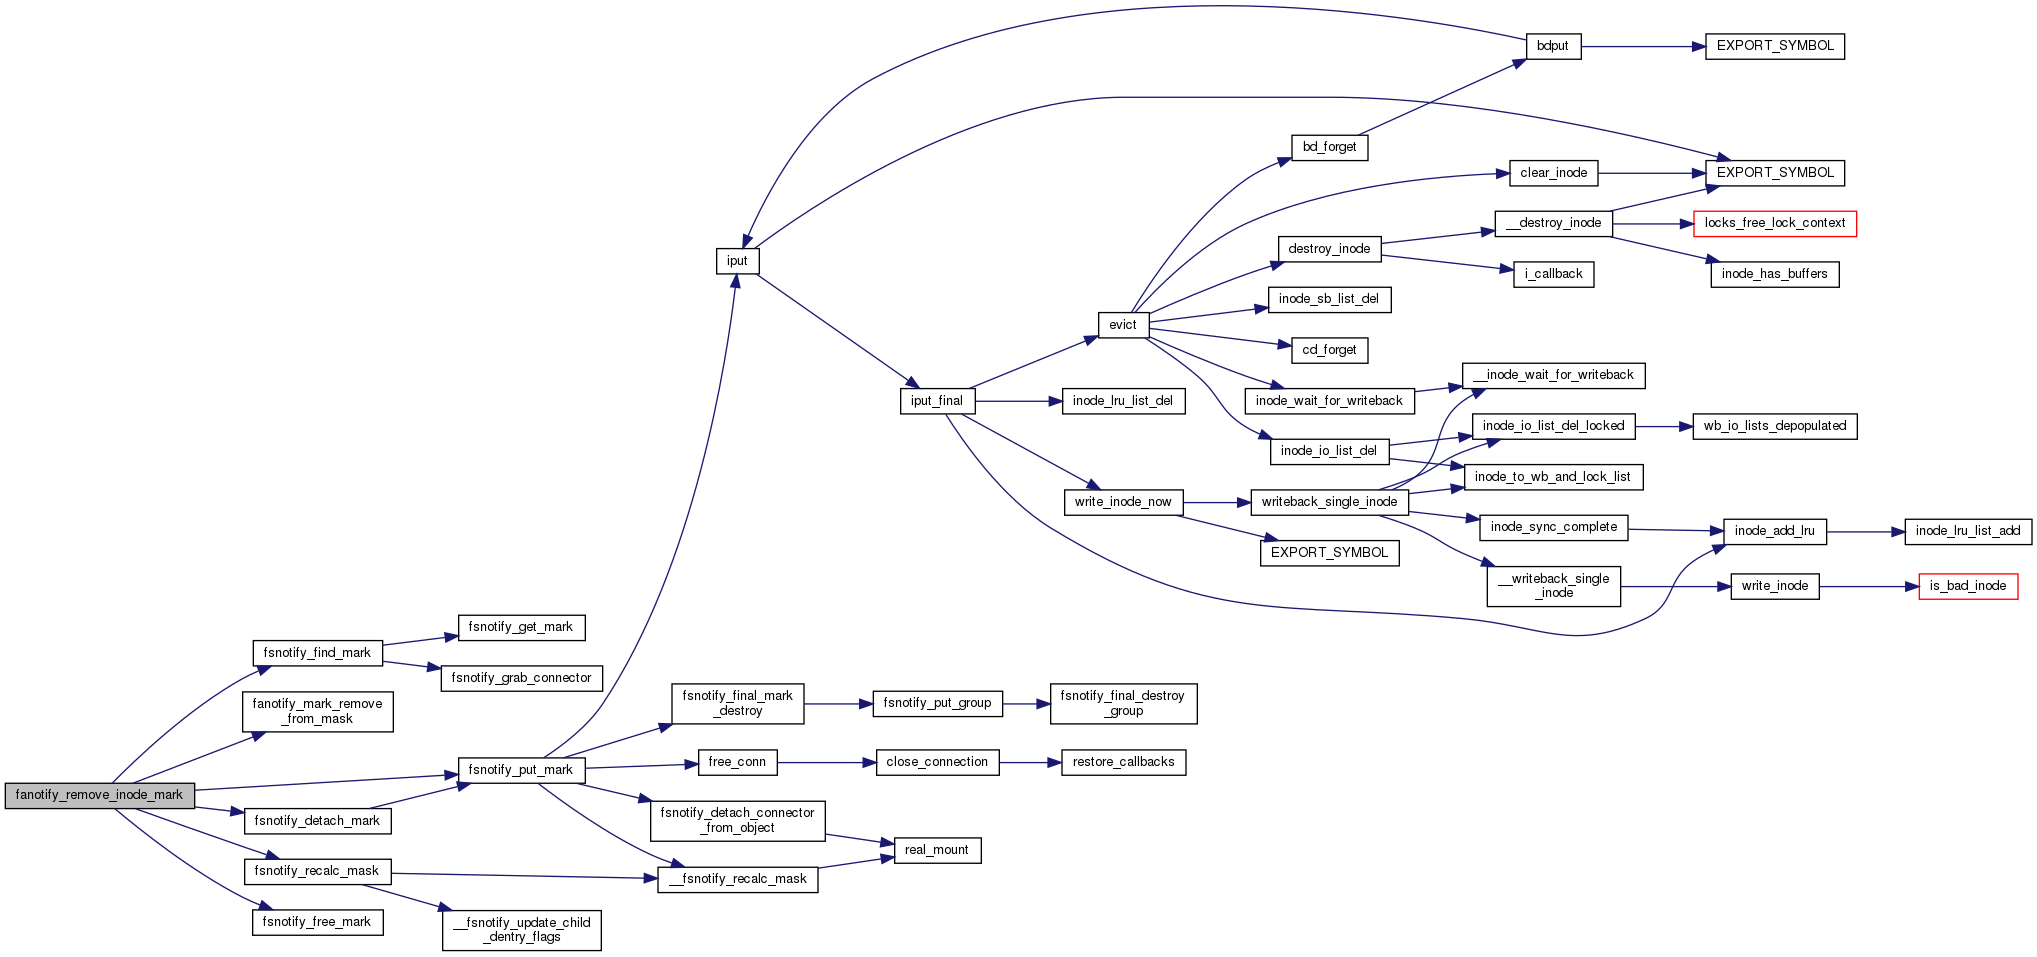 bdput
EXPORT_SYMBOL
bd_forget
clear_inode
EXPORT_SYMBOL
__destroy_inode
locks_free_lock_context
iput
destroy_inode
i_callback
inode_has_buffers
inode_sb_list_del
evict
cd_forget
__inode_wait_for_writeback
iput_final
inode_lru_list_del
inode_wait_for_writeback
inode_io_list_del_locked
wb_io_lists_depopulated
inode_io_list_del
inode_to_wb_and_lock_list
write_inode_now
writeback_single_inode
inode_sync_complete
inode_add_lru
inode_lru_list_add
EXPORT_SYMBOL
__writeback_single
_inode
write_inode
is_bad_inode
fsnotify_get_mark
fsnotify_find_mark
fsnotify_grab_connector
fanotify_mark_remove
_from_mask
fsnotify_final_mark
_destroy
fsnotify_put_group
fsnotify_final_destroy
_group
fsnotify_put_mark
free_conn
close_connection
restore_callbacks
fanotify_remove_inode_mark
fsnotify_detach_mark
fsnotify_detach_connector
_from_object
real_mount
fsnotify_recalc_mask
__fsnotify_recalc_mask
fsnotify_free_mark
__fsnotify_update_child
_dentry_flags